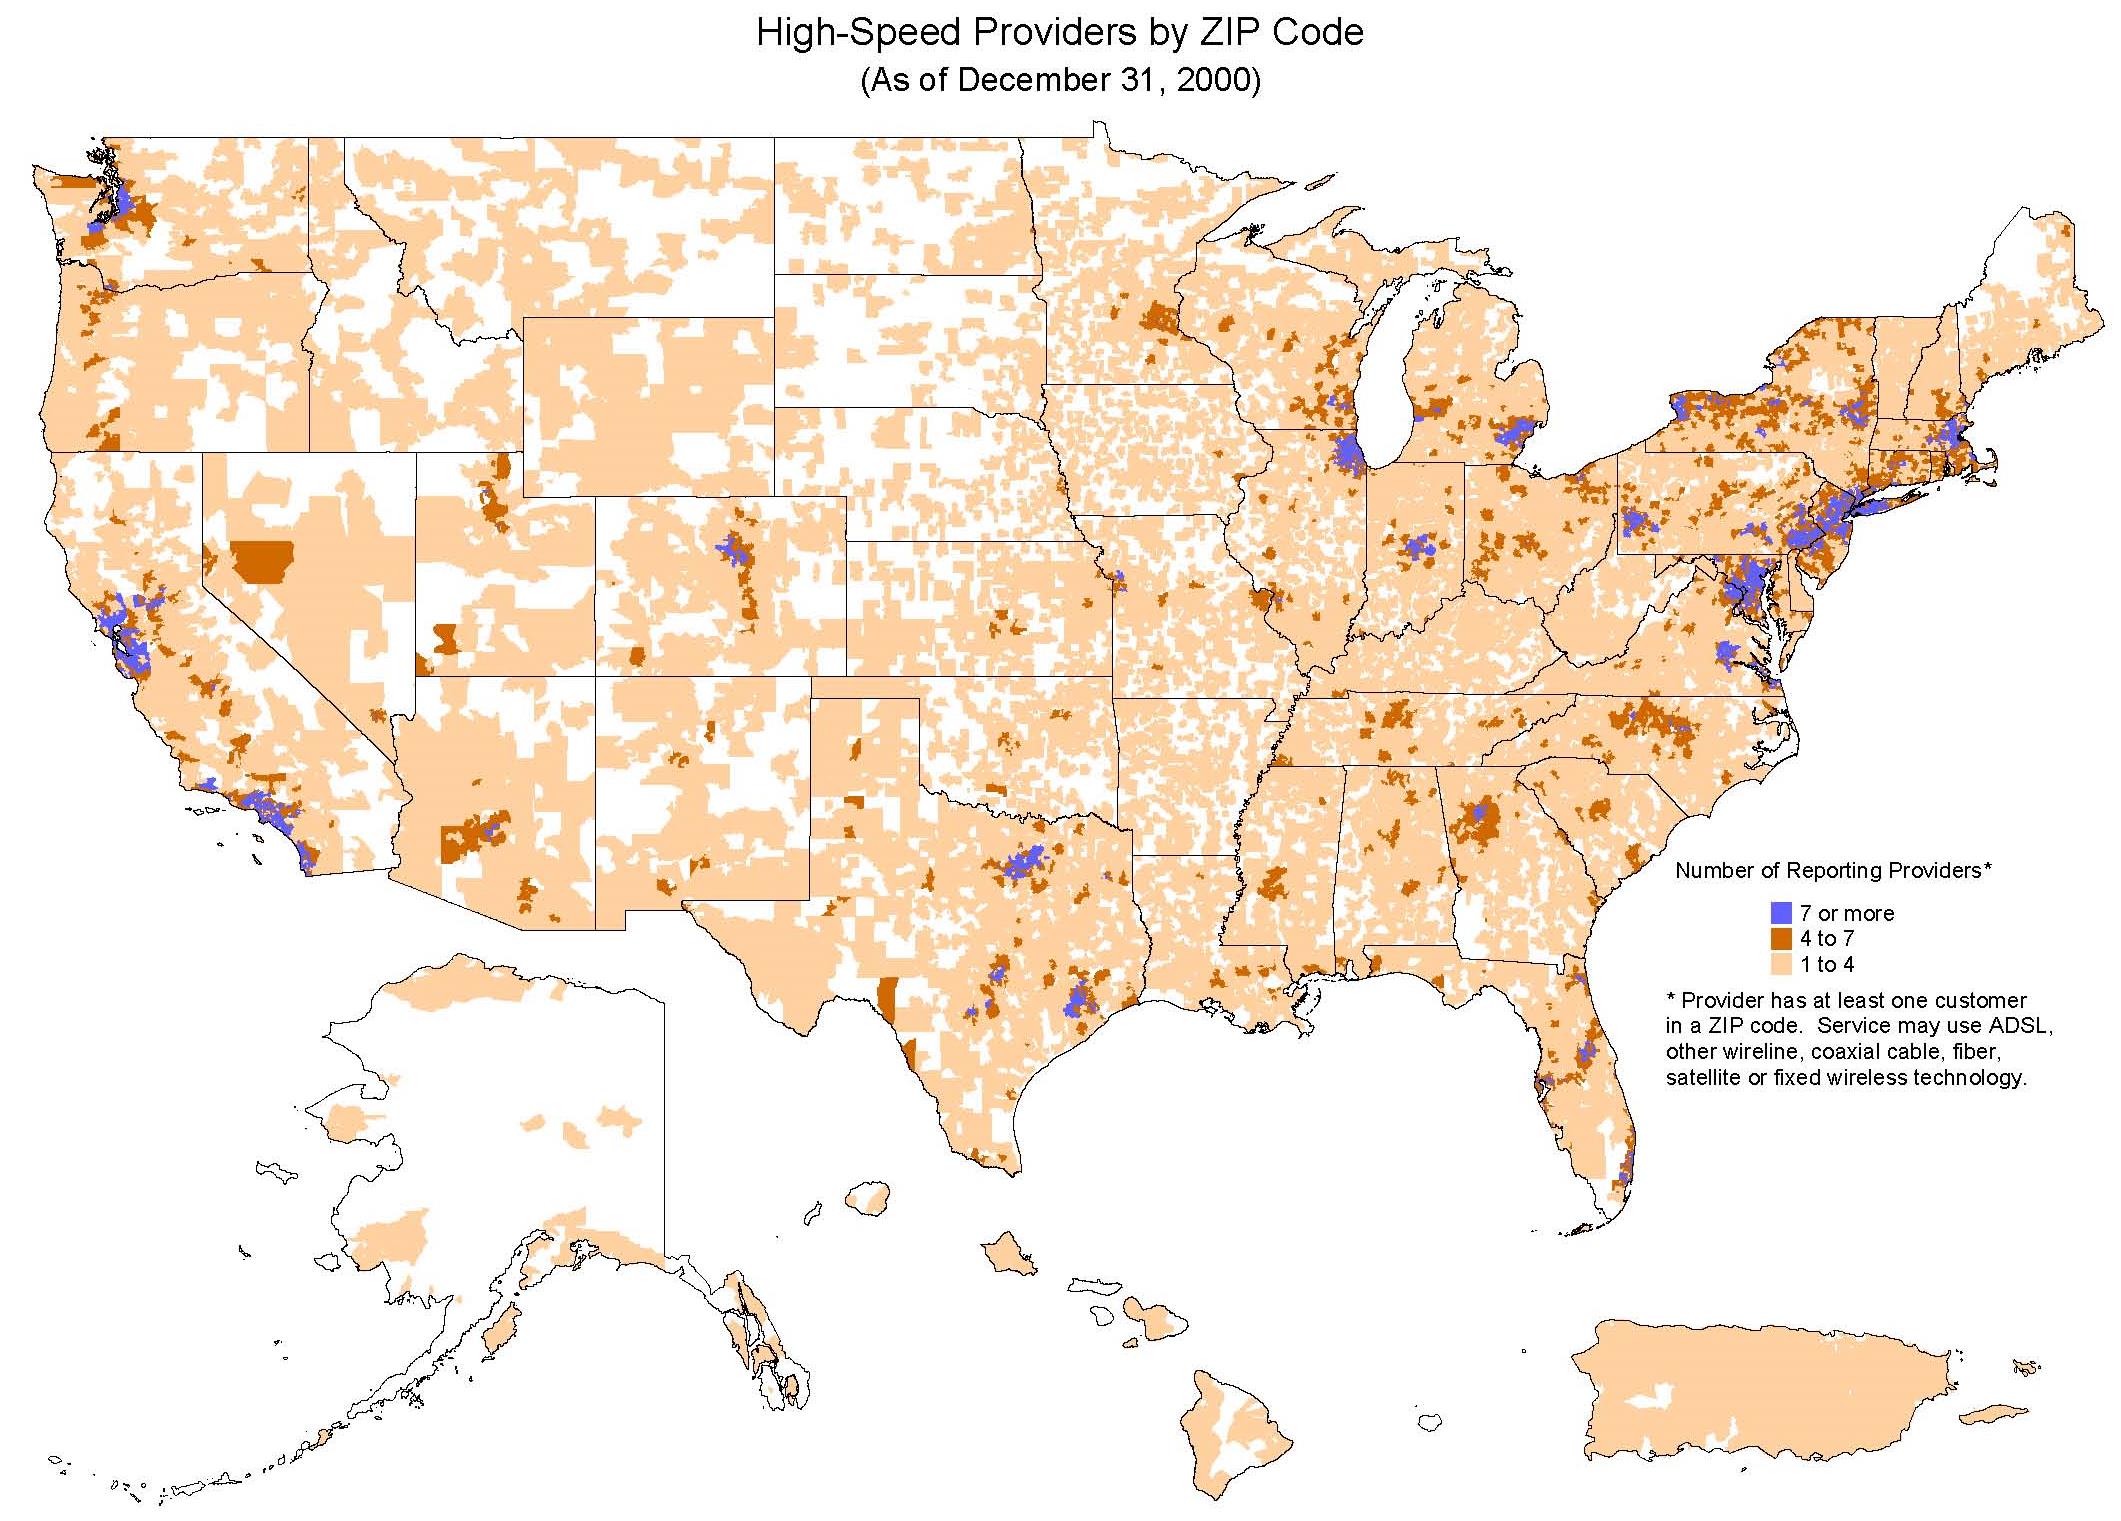 High-Speed Providers by ZIP Code
(As of December 31, 2000)
Number of Reporting Providers*
7 or more
4 to 7
1 to 4
* Provider has at least one customer
in a ZIP code.  Service may use ADSL,
other wireline, coaxial cable, fiber,
satellite or fixed wireless technology.